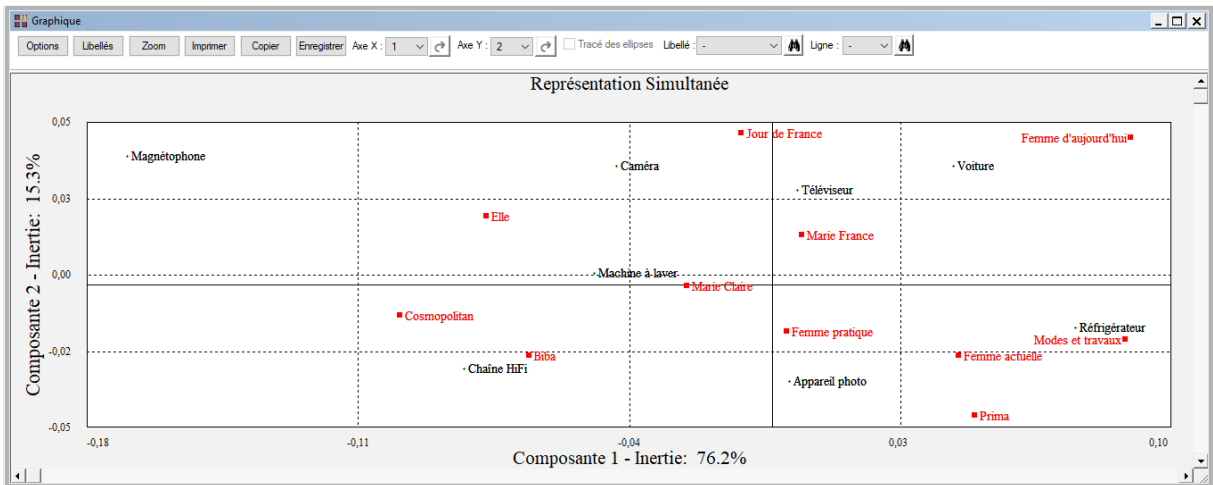 Graphique
Options Libellés Zoom Imprimer Copier Enregistrer Axe X : 1 Axe Y : 2 Tracé des ellipses Libellé : - Ligne : -
Représentation Simultanée
0,05
Jour de France
Femme d'aujourd'hui
Magnétophone
Caméra
Voiture
Téléviseur
0,03
Elle
Marie France
0,00
Machine à laver
Marie Claire
Cosmopolitan
Femme pratique
Réfrigérateur
Modes et travaux
-0,02
Biba
Femme actuelle
Chaîne HiFi
Appareil photo
Prima
-0,05
Composante 2 - Inertie: 15.3%
-0,18 -0,11 -0,04 0,03 0,10
Composante 1 - Inertie: 76.2%